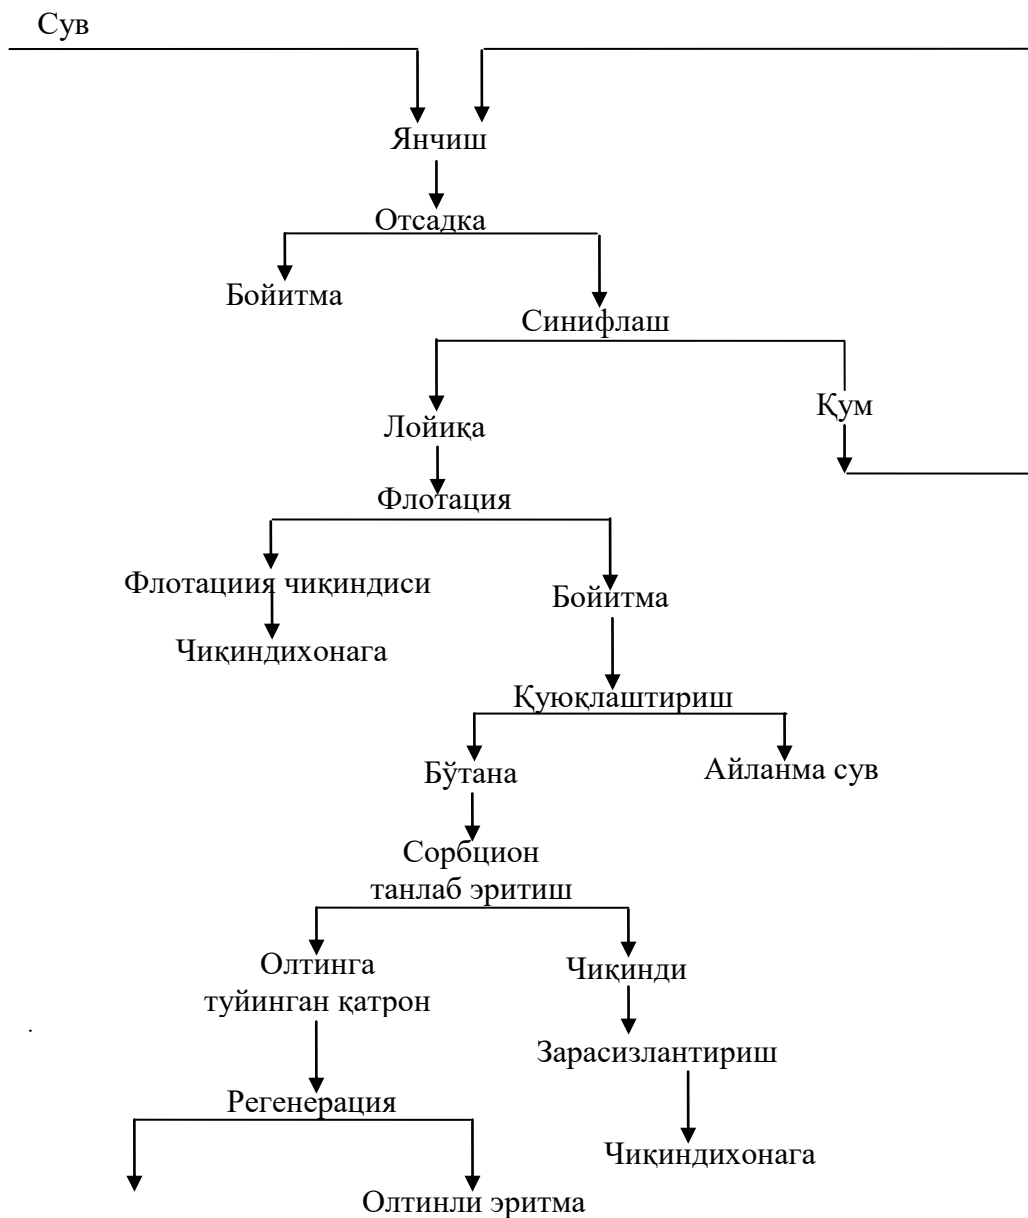 Сув
Янчиш
Отсадка
Бойитма
Синифлаш
Қум
Лойиқа
Флотация
Флотациия чиқиндиси
Бойитма
Чиқиндихонага
Қуюқлаштириш
Бўтана
Айланма сув
Сорбцион
танлаб эритиш
Олтинга
туйинган қатрон
Чиқинди
Зарасизлантириш
Регенерация
Чиқиндихонага
Олтинли эритма